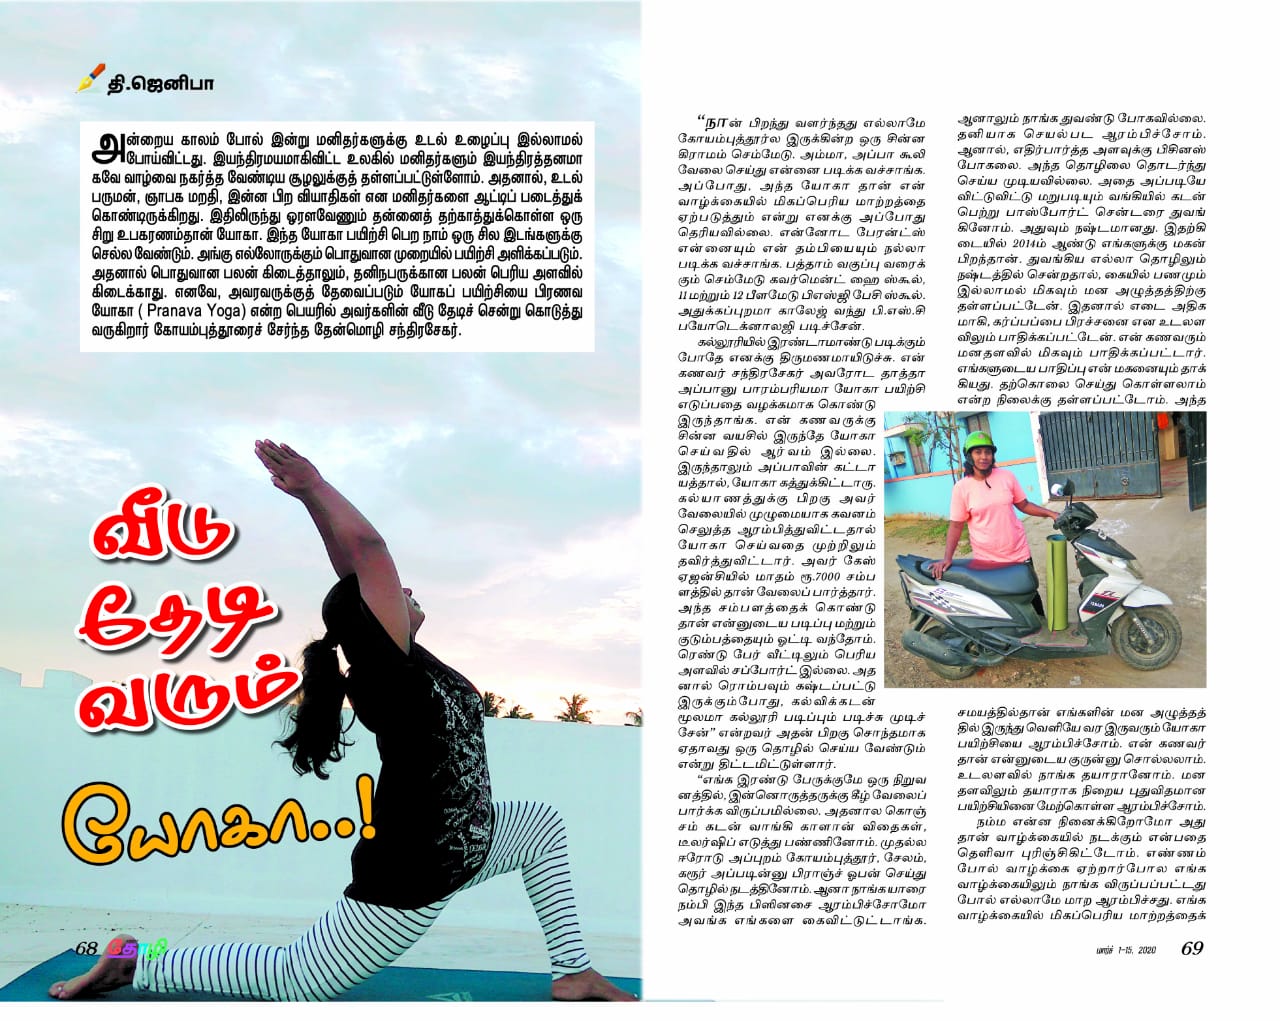 தி.ஜெனிபா
அன்றைய காலம் போல் இன்று மனிதர்களுக்கு உடல் உழைப்பு இல்லாமல்
போய்விட்டது. இயந்திரமயமாகிவிட்ட உலகில் மனிதர்களும் இயந்திரத்தனமா
கவே வாழ்வை நகர்த்த வேண்டிய சூழலுக்குத் தள்ளப்பட்டுள்ளோம். அதனால், உடல்
பருமன், ஞாபக மறதி, இன்ன பிற வியாதிகள் என மனிதர்களை ஆட்டிப் படைத்துக்
கொண்டிருக்கிறது. இதிலிருந்து ஓரளவேணும் தன்னைத் தற்காத்துக்கொள்ள ஒரு
சிறு உபகரணம்தான் யோகா. இந்த யோகா பயிற்சி பெற நாம் ஒரு சில இடங்களுக்கு
செல்ல வேண்டும். அங்கு எல்லோருக்கும் பொதுவான முறையில் பயிற்சி அளிக்கப்படும்.
அதனால் பொதுவான பலன் கிடைத்தாலும், தனிநபருக்கான பலன் பெரிய அளவில்
கிடைக்காது. எனவே, அவரவருக்குத் தேவைப்படும் யோகப் பயிற்சியை பிரணவ
யோகா ( Pranava Yoga) என்ற பெயரில் அவர்களின் வீடு தேடிச் சென்று கொடுத்து
வருகிறார் கோயம்புத்தூரைச் சேர்ந்த தேன்மொழி சந்திரசேகர்.
வீடு
தேடி
வரும்
யோகா..!
68 தோழி
“நான் பிறந்து வளர்ந்தது எல்லாமே
கோயம்புத்தூர்ல இருக்கின்ற ஒரு சின்ன
கிராமம் செம்மேடு. அம்மா, அப்பா கூலி
வேலை செய்து என்னை படிக்க வச்சாங்க.
அப்போது, அந்த யோகா தான் என்
வாழ்க்கையில் மிகப்பெரிய மாற்றத்தை
ஏற்படுத்தும் என்று எனக்கு அப்போது
தெரியவில்லை. என்னோட பேரன்ட்ஸ்
என்னையும் என் தம்பியையும் நல்லா
படிக்க வச்சாங்க. பத்தாம் வகுப்பு வரைக்
கும் செம்மேடு கவர்மென்ட் ஹை ஸ்கூல்,
11 மற்றும் 12 பீளமேடு பிஎஸ்ஜி பேசி ஸ்கூல்.
அதுக்கப்புறமா காலேஜ் வந்து பி.எஸ்.சி
பயோடெக்னாலஜி படிச்சேன்.
கல்லூரியில் இரண்டாமாண்டு படிக்கும்
போதே எனக்கு திருமணமாயிடுச்சு. என்
கணவர் சந்திரசேகர் அவரோட தாத்தா
அப்பானு பாரம்பரியமா யோகா பயிற்சி
எடுப்பதை வழக்கமாக கொண்டு
இருந்தாங்க. என் கணவருக்கு
சின்ன வயசில் இருந்தே யோகா
செய்வதில் ஆர்வம் இல்லை.
இருந்தாலும் அப்பாவின் கட்டா
யத்தால், யோகா கத்துக்கிட்டாரு.
கல்யாணத்துக்கு பிறகு அவர்
வேலையில் முழுமையாக கவனம்
செலுத்த ஆரம்பித்துவிட்டதால்
யோகா செய்வதை முற்றிலும்
தவிர்த்துவிட்டார். அவர் கேஸ்
ஏஜன்சியில் மாதம் ரூ.7000 சம்ப
ளத்தில் தான் வேலைப் பார்த்தார்.
அந்த சம்பளத்தைக் கொண்டு
தான் என்னுடைய படிப்பு மற்றும்
குடும்பத்தையும் ஓட்டி வந்தோம்.
ரெண்டு பேர் வீட்டிலும் பெரிய
அளவில் சப்போர்ட் இல்லை. அத
னால் ரொம்பவும் கஷ்டப்பட்டு
இருக்கும்போது, கல்விக்கடன்
மூலமா கல்லூரி படிப்பும் படிச்சு முடிச்
சேன்” என்றவர் அதன் பிறகு சொந்தமாக
ஏதாவது ஒரு தொழில் செய்ய வேண்டும்
என்று திட்டமிட்டுள்ளார்.
“எங்க இரண்டு பேருக்குமே ஒரு நிறுவ
னத்தில், இன்னொருத்தருக்கு கீழ் வேலைப்
பார்க்க விருப்பமில்லை. அதனால கொஞ்
சம் கடன் வாங்கி காளான் விதைகள்,
டீலர்ஷிப் எடுத்து பண்ணினோம். முதல்ல
ஈரோடு அப்புறம் கோயம்புத்தூர், சேலம்,
கரூர் அப்படின்னு பிராஞ்ச் ஓபன் செய்து
தொழில் நடத்தினோம். ஆனா நாங்க யாரை
நம்பி இந்த பிஸினசை ஆரம்பிச்சோமோ
அவங்க எங்களை கைவிட்டுட்டாங்க.
ஆனாலும் நாங்க துவண்டு போகவில்லை.
தனியாக செயல்பட ஆரம்பிச்சோம்.
ஆனால், எதிர்பார்த்த அளவுக்கு பிசினஸ்
போகலை. அந்த தொழிலை தொடர்ந்து
செய்ய முடியவில்லை. அதை அப்படியே
விட்டுவிட்டு மறுபடியும் வங்கியில் கடன்
பெற்று பாஸ்போர்ட் சென்டரை துவங்
கினோம். அதுவும் நஷ்டமானது. இதற்கி
டையில் 2014ம் ஆண்டு எங்களுக்கு மகன்
பிறந்தான். துவங்கிய எல்லா தொழிலும்
நஷ்டத்தில் சென்றதால், கையில் பணமும்
இல்லாமல் மிகவும் மன அழுத்தத்திற்கு
தள்ளப்பட்டேன். இதனால் எடை அதிக
மாகி, கர்ப்பப்பை பிரச்சனை என உடலள
விலும் பாதிக்கப்பட்டேன். என் கணவரும்
மனதளவில் மிகவும் பாதிக்கப்பட்டார்.
எங்களுடைய பாதிப்பு என் மகனையும் தாக்
கியது. தற்கொலை செய்து கொள்ளலாம்
என்ற நிலைக்கு தள்ளப்பட்டோம். அந்த
சமயத்தில்தான் எங்களின் மன அழுத்தத்
தில் இருந்து வெளியே வர இருவரும் யோகா
பயிற்சியை ஆரம்பிச்சோம். என் கணவர்
தான் என்னுடைய குருன்னு சொல்லலாம்.
உடலளவில் நாங்க தயாரானோம். மன
தளவிலும் தயாராக நிறைய புதுவிதமான
பயிற்சியினை மேற்கொள்ள ஆரம்பிச்சோம்.
நம்ம என்ன நினைக்கிறோமோ அது
தான் வாழ்க்கையில் நடக்கும் என்பதை
தெளிவா புரிஞ்சிகிட்டோம். எண்ணம்
போல் வாழ்க்கை ஏற்றார்போல எங்க
வாழ்க்கையிலும் நாங்க விருப்பப்பட்டது
போல் எல்லாமே மாற ஆரம்பிச்சது. எங்க
வாழ்க்கையில் மிகப்பெரிய மாற்றத்தைக்
மார்ச் 1-15, 2020 69